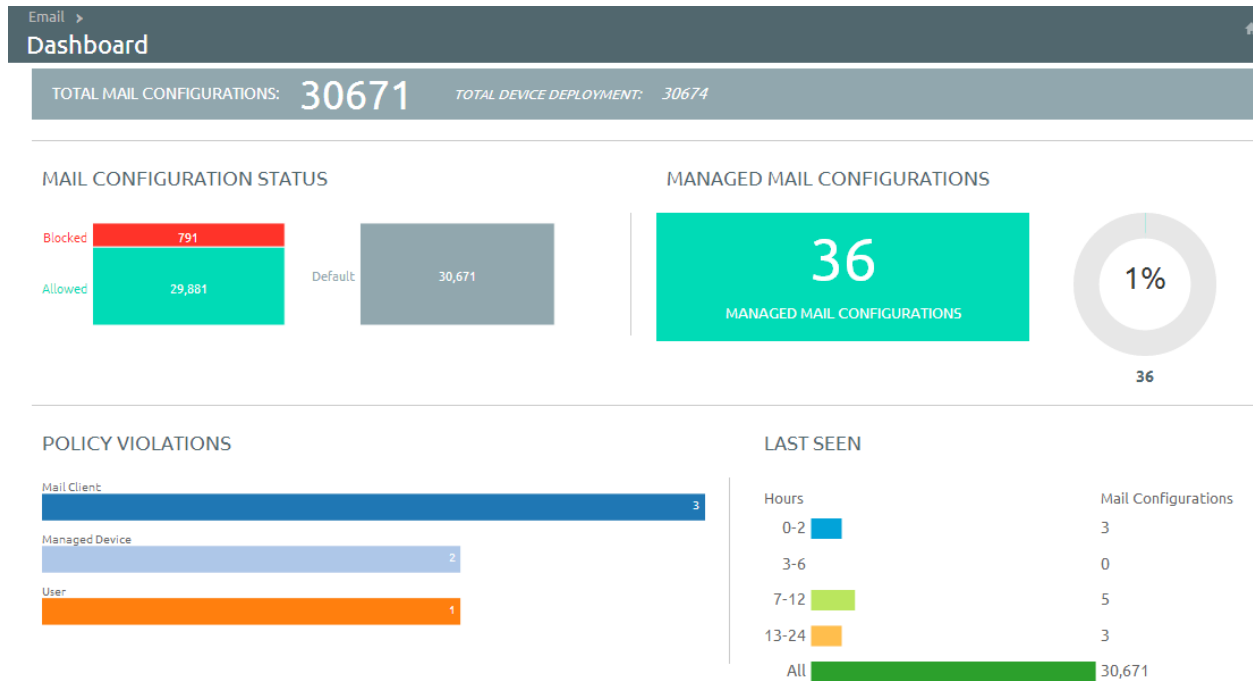 Email >
Dashboard
TOTAL MAIL CONFIGURATIONS: 30671 TOTAL DEVICE DEPLOYMENT: 30674
MAIL CONFIGURATION STATUS
Blocked 791
Allowed 29,881
Default 30,671
MANAGED MAIL CONFIGURATIONS
36
MANAGED MAIL CONFIGURATIONS
1%
36
POLICY VIOLATIONS
Mail Client
3
Managed Device
2
User
1
LAST SEEN
Hours Mail Configurations
0-2 3
3-6 0
7-12 5
13-24 3
All 30,671